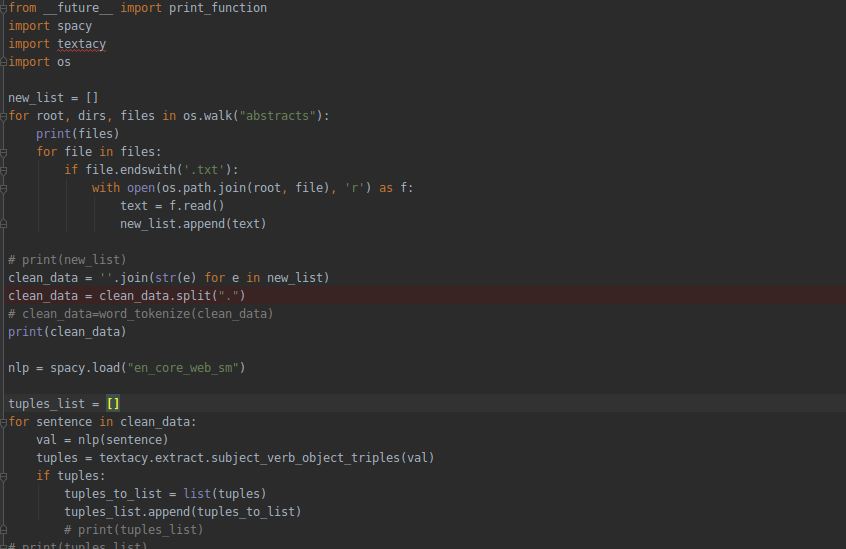 from __future__ import print_function
import spacy
import textacy
import os

new_list = []
for root, dirs, files in os.walk("abstracts"):
    print(files)
    for file in files:
        if file.endswith('.txt'):
            with open(os.path.join(root, file), 'r') as f:
                text = f.read()
                new_list.append(text)

# print(new_list)
clean_data = ''.join(str(e) for e in new_list)
clean_data = clean_data.split(".")
# clean_data=word_tokenize(clean_data)
print(clean_data)

nlp = spacy.load("en_core_web_sm")

tuples_list = []
for sentence in clean_data:
    val = nlp(sentence)
    tuples = textacy.extract.subject_verb_object_triples(val)
    if tuples:
        tuples_to_list = list(tuples)
        tuples_list.append(tuples_to_list)
        # print(tuples_list)
# print(tuples_list)